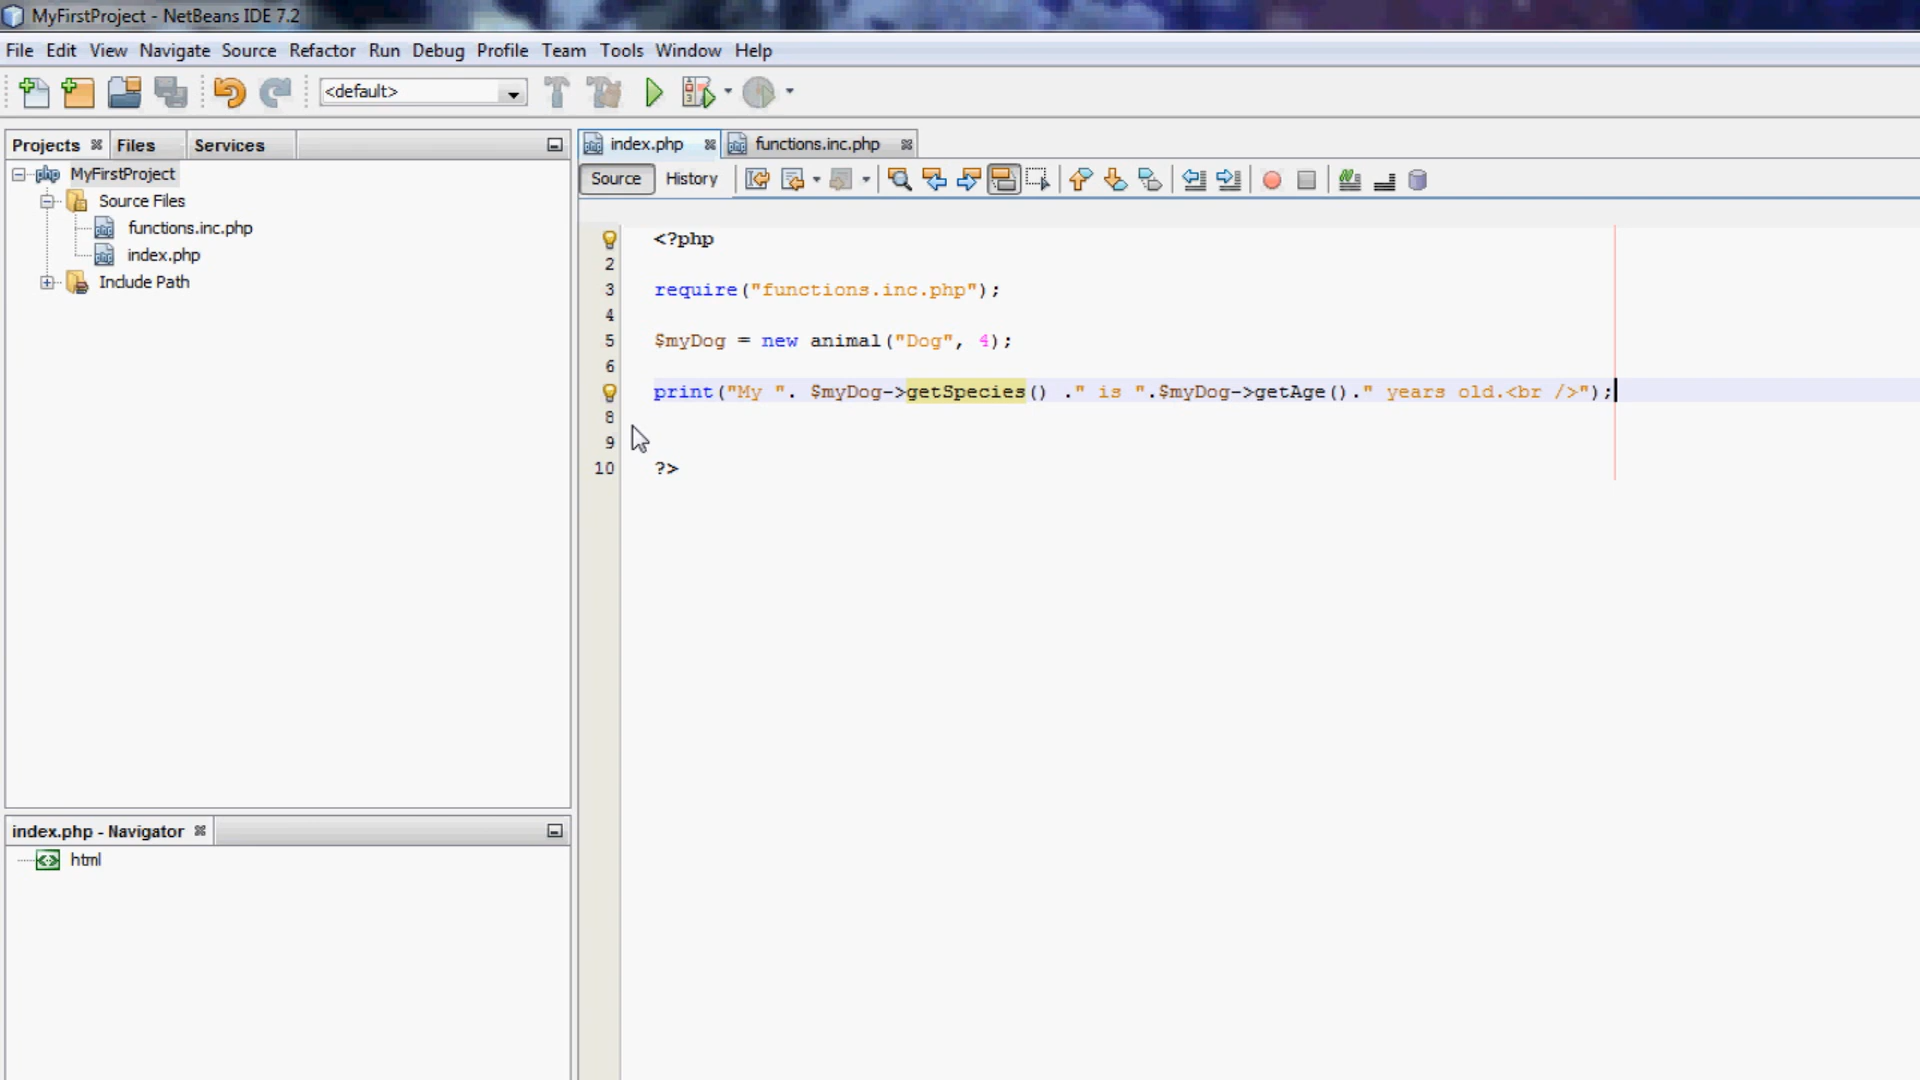 MyFirstProject - NetBeans IDE 7.2
File Edit View Navigate Source Refactor Run Debug Profile Team Tools Window Help
<default>
Projects Files Services
MyFirstProject
Source Files
functions.inc.php
index.php
Include Path
index.php functions.inc.php
Source History
<?php
2
3 require("functions.inc.php");
4
5 $myDog = new animal("Dog", 4);
6
print("My ". $myDog->getSpecies() ." is ".$myDog->getAge()." years old.<br />");
8
9
10 ?>
index.php - Navigator
html